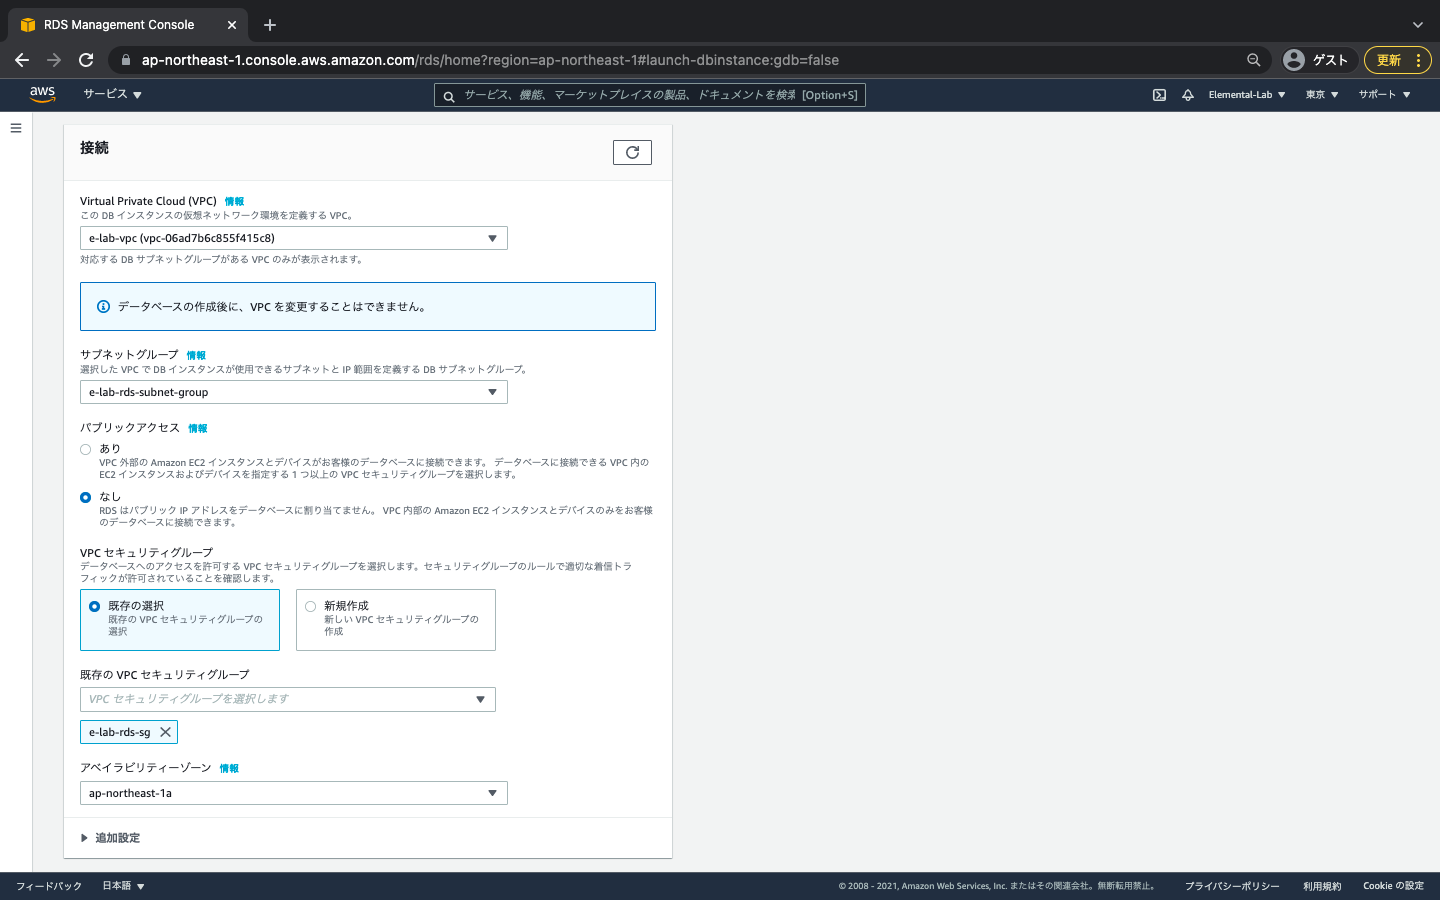 RDS Management Console
ap-northeast-1.console.aws.amazon.com/rds/home?region=ap-northeast-1#launch-dbinstance:gdb=false
ゲスト
更新
aws
サービス
サービス、機能、マーケットプレイスの製品、ドキュメントを検索 [Option+S]
Elemental-Lab
東京
サポート
接続
Virtual Private Cloud (VPC) 情報
この DB インスタンスの仮想ネットワーク環境を定義する VPC。
e-lab-vpc (vpc-06ad7b6c855f415c8)
対応する DB サブネットグループがある VPC のみが表示されます。
データベースの作成後に、VPC を変更することはできません。
サブネットグループ 情報
選択した VPC で DB インスタンスが使用できるサブネットと IP 範囲を定義する DB サブネットグループ。
e-lab-rds-subnet-group
パブリックアクセス 情報
あり
VPC 外部の Amazon EC2 インスタンスとデバイスがお客様のデータベースに接続できます。 データベースに接続できる VPC 内の
EC2 インスタンスおよびデバイスを指定する 1 つ以上の VPC セキュリティグループを選択します。
なし
RDS はパブリック IP アドレスをデータベースに割り当てません。 VPC 内部の Amazon EC2 インスタンスとデバイスのみをお客様
のデータベースに接続できます。
VPC セキュリティグループ
データベースへのアクセスを許可する VPC セキュリティグループを選択します。セキュリティグループのルールで適切な着信トラ
フィックが許可されていることを確認します。
既存の選択
既存の VPC セキュリティグループの
選択
新規作成
新しい VPC セキュリティグループの
作成
既存の VPC セキュリティグループ
VPC セキュリティグループを選択します
e-lab-rds-sg
アベイラビリティーゾーン 情報
ap-northeast-1a
追加設定
フィードバック
日本語
© 2008 - 2021, Amazon Web Services, Inc. またはその関連会社。無断転用禁止。
プライバシーポリシー
利用規約
Cookie の設定